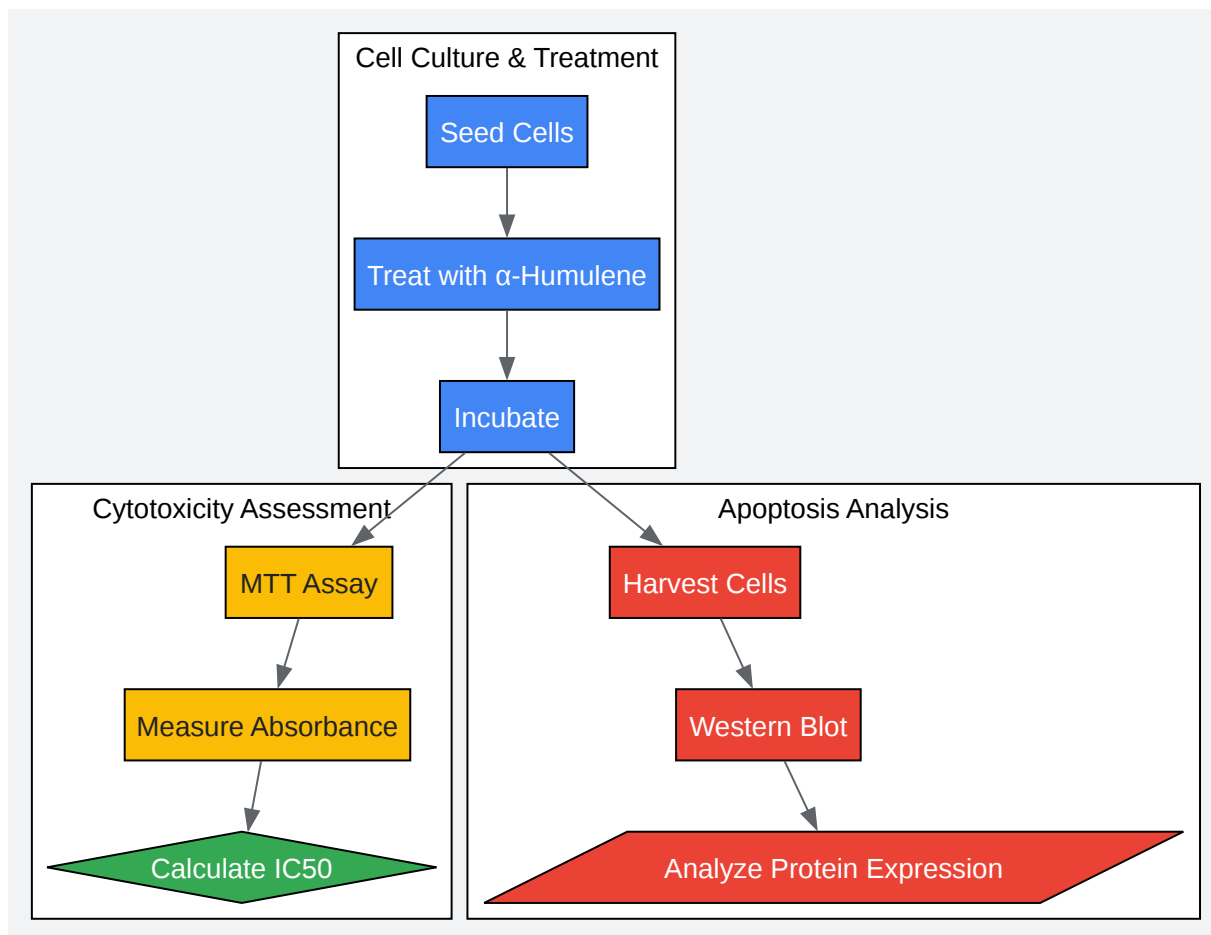 Cell Culture & Treatment
Seed Cells
Treat with α-Humulene
Incubate
Cytotoxicity Assessment
MTT Assay
Measure Absorbance
Calculate IC50
Apoptosis Analysis
Harvest Cells
Western Blot
Analyze Protein Expression